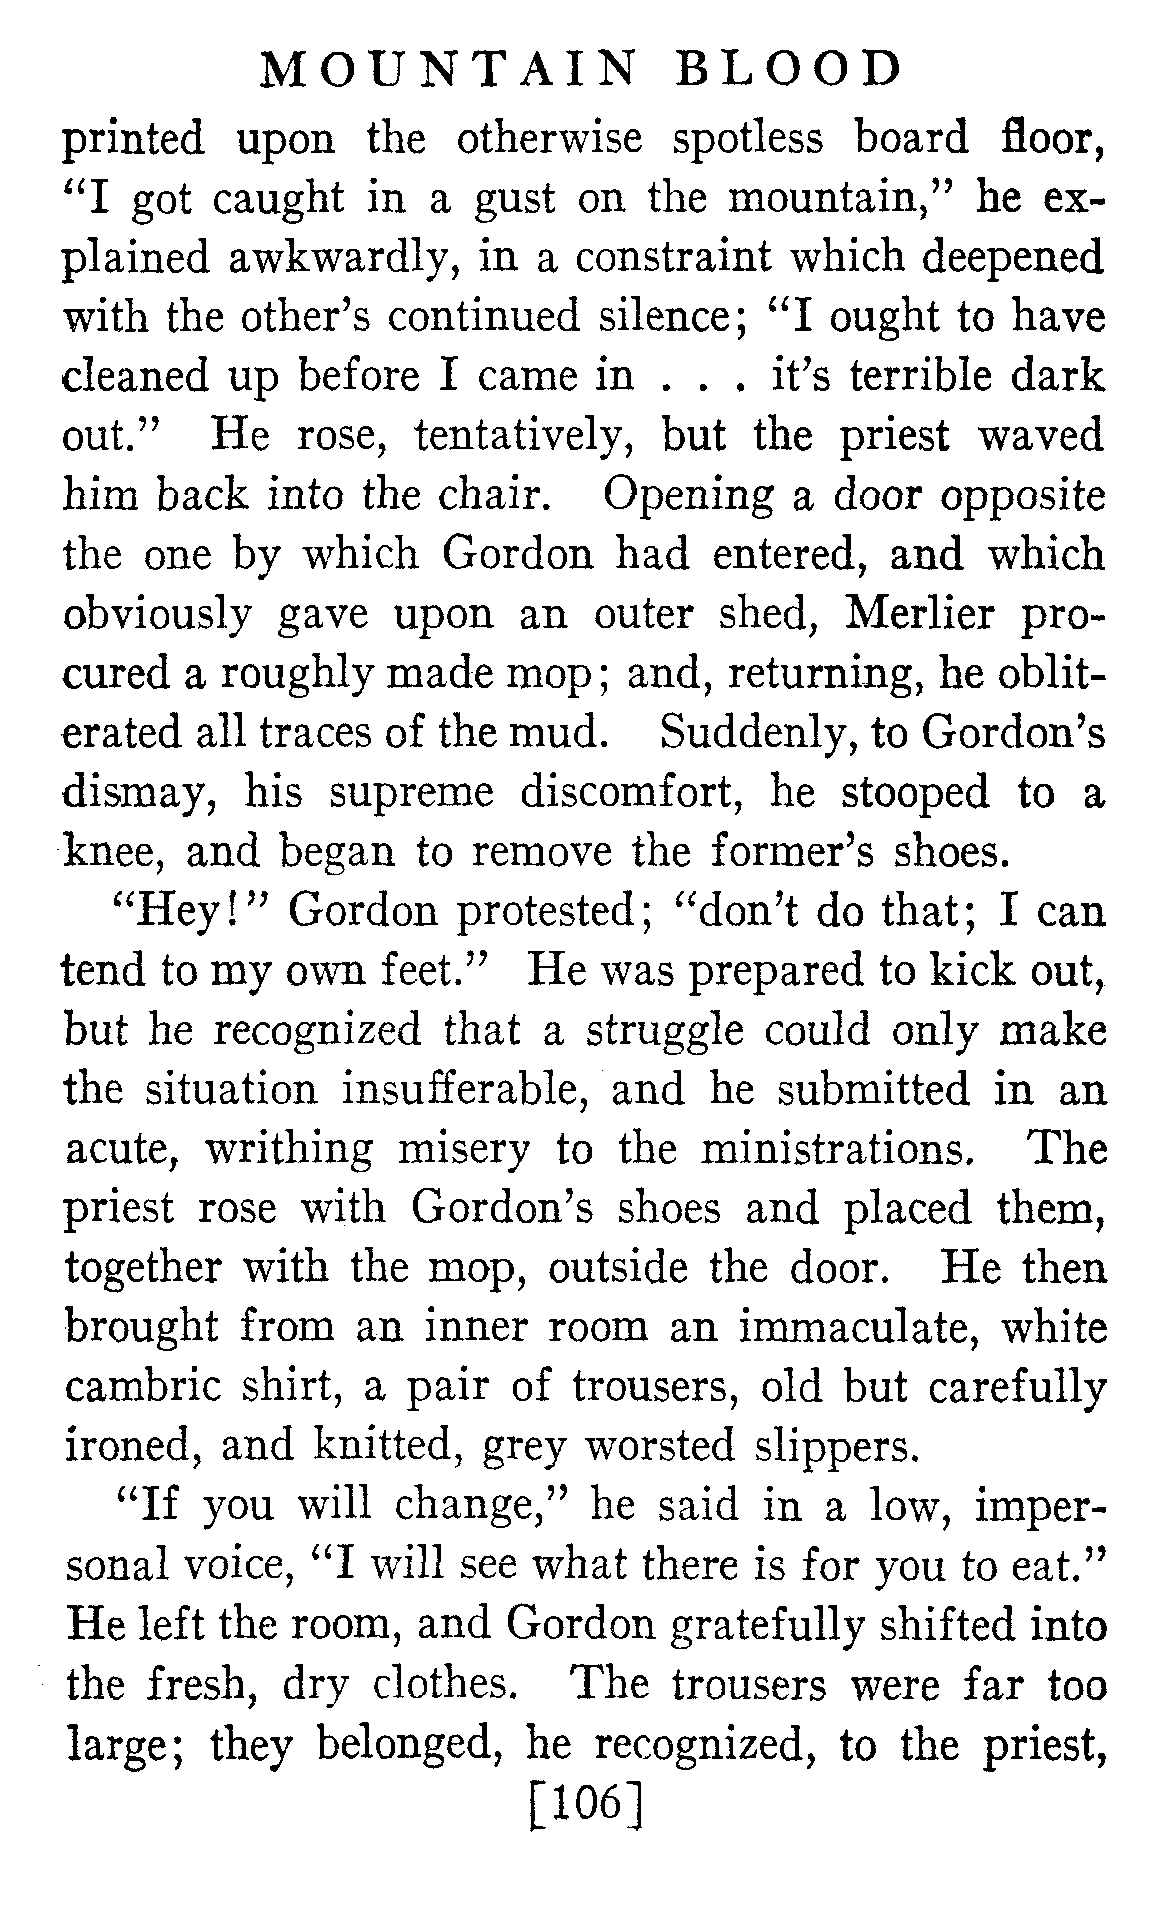 MOUNTAIN BLOOD
printed upon the otherwise spotless board floor,
“I got caught in a gust on the mountain,” he ex-
plained awkwardly, in a constraint which deepened
with the other’s continued silence; “I ought to have
cleaned up before I came in . . . it’s terrible dark
out.” He rose, tentatively, but the priest waved
him back into the chair. Opening a door opposite
the one by which Gordon had entered, and which
obviously gave upon an outer shed, Merlier pro-
cured a roughly made mop; and, returning, he oblit-
erated all traces of the mud. Suddenly, to Gordon’s
dismay, his supreme discomfort, he stooped to a
knee, and began to remove the former’s shoes.
“Hey!” Gordon protested; “don’t do that; I can
tend to my own feet.” He was prepared to kick out,
but he recognized that a struggle could only make
the situation insufferable, and he submitted in an
acute, writhing misery to the ministrations. The
priest rose with Gordon’s shoes and placed them,
together with the mop, outside the door. He then
brought from an inner room an immaculate, white
cambric shirt, a pair of trousers, old but carefully
ironed, and knitted, grey worsted slippers.
“If you will change,” he said in a low, imper-
sonal voice, “I will see what there is for you to eat.”
He left the room, and Gordon gratefully shifted into
the fresh, dry clothes. The trousers were far too
large; they belonged, he recognized, to the priest,
[106]